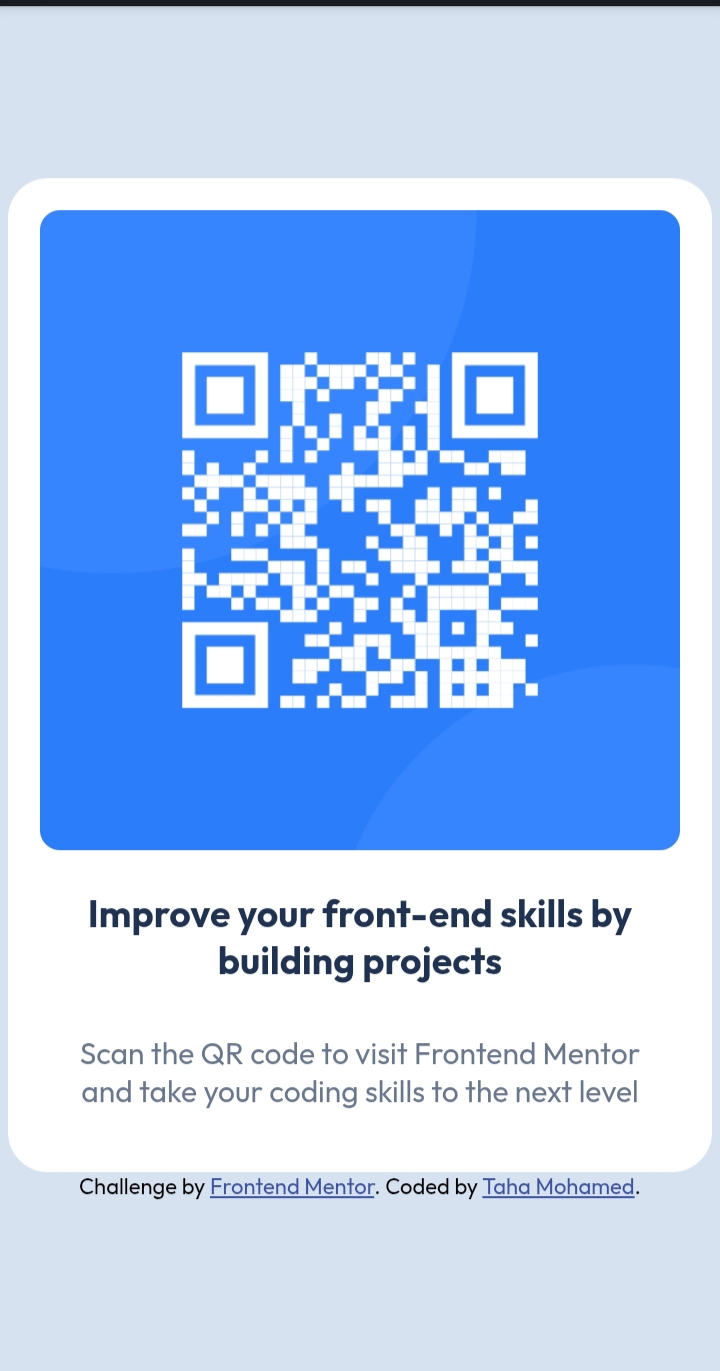 Improve your front-end skills by
building projects
Scan the QR code to visit Frontend Mentor
and take your coding skills to the next level
Challenge by Frontend Mentor. Coded by Taha Mohamed.